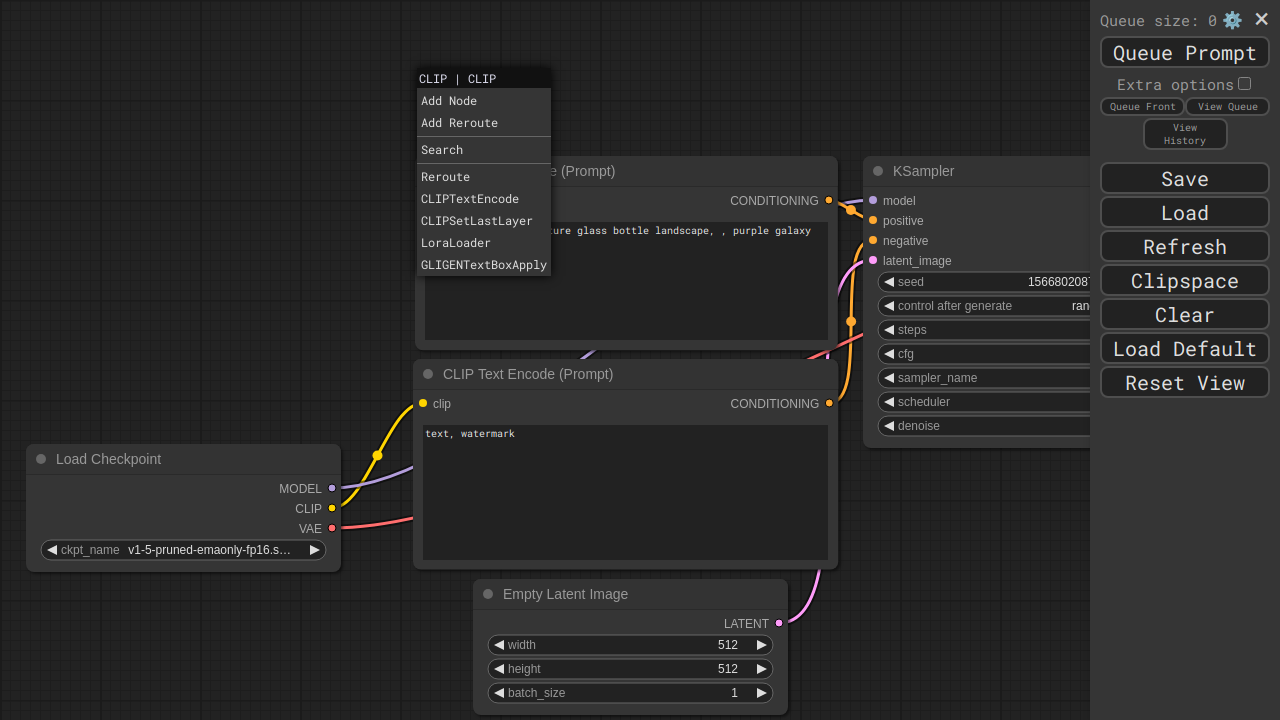 CLIP | CLIP
Add Node
Add Reroute
Search
Reroute
CLIPTextEncode
CLIPSetLastLayer
LoraLoader
GLIGENTextBoxApply
(Prompt)
CONDITIONING
glass bottle landscape, , purple galaxy
CLIP Text Encode (Prompt)
clip
CONDITIONING
text, watermark
Load Checkpoint
MODEL
CLIP
VAE
ckpt_name v1-5-pruned-emaonly-fp16.s…
Empty Latent Image
LATENT
width 512
height 512
batch_size 1
KSampler
model
positive
negative
latent_image
seed 1566802087
control after generate
steps
cfg
sampler_name
scheduler
denoise
Queue size: 0
Queue Prompt
Extra options
Queue Front
View Queue
View
History
Save
Load
Refresh
Clipspace
Clear
Load Default
Reset View